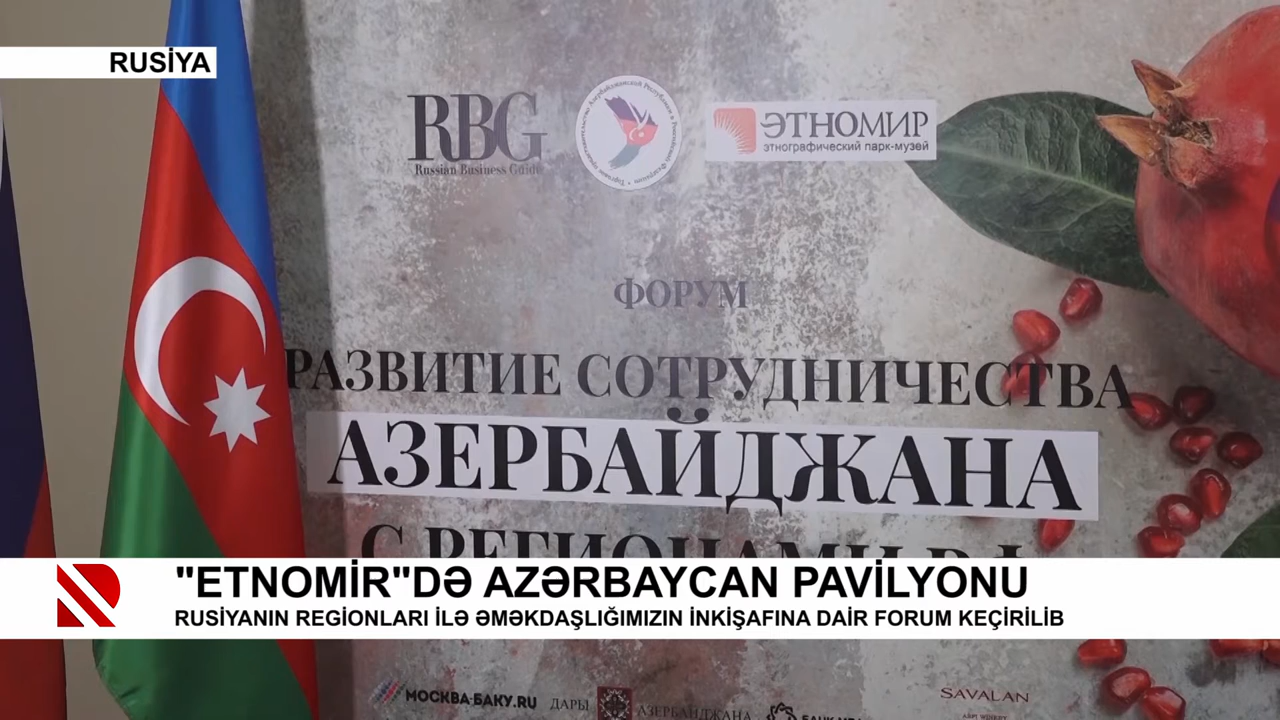 RUSİYA
RBG
Russian Business Guide
ЭТНОМИР
этнографический парк-музей
ФОРУМ
РАЗВИТИЕ СОТРУДНИЧЕСТВА
АЗЕРБАЙДЖАНА
С РЕГИОНАМИ
"ETNOMİR"DƏ AZƏRBAYCAN PAVİLYONU
RUSİYANIN REGİONLARI İLƏ ƏMƏKDAŞLIĞIMIZIN İNKİŞAFINA DAİR FORUM KEÇİRİLİB
МОСКВА-БАКУ.RU
ДАРЫ АЗЕРБАЙДЖАНА
SAVALAN